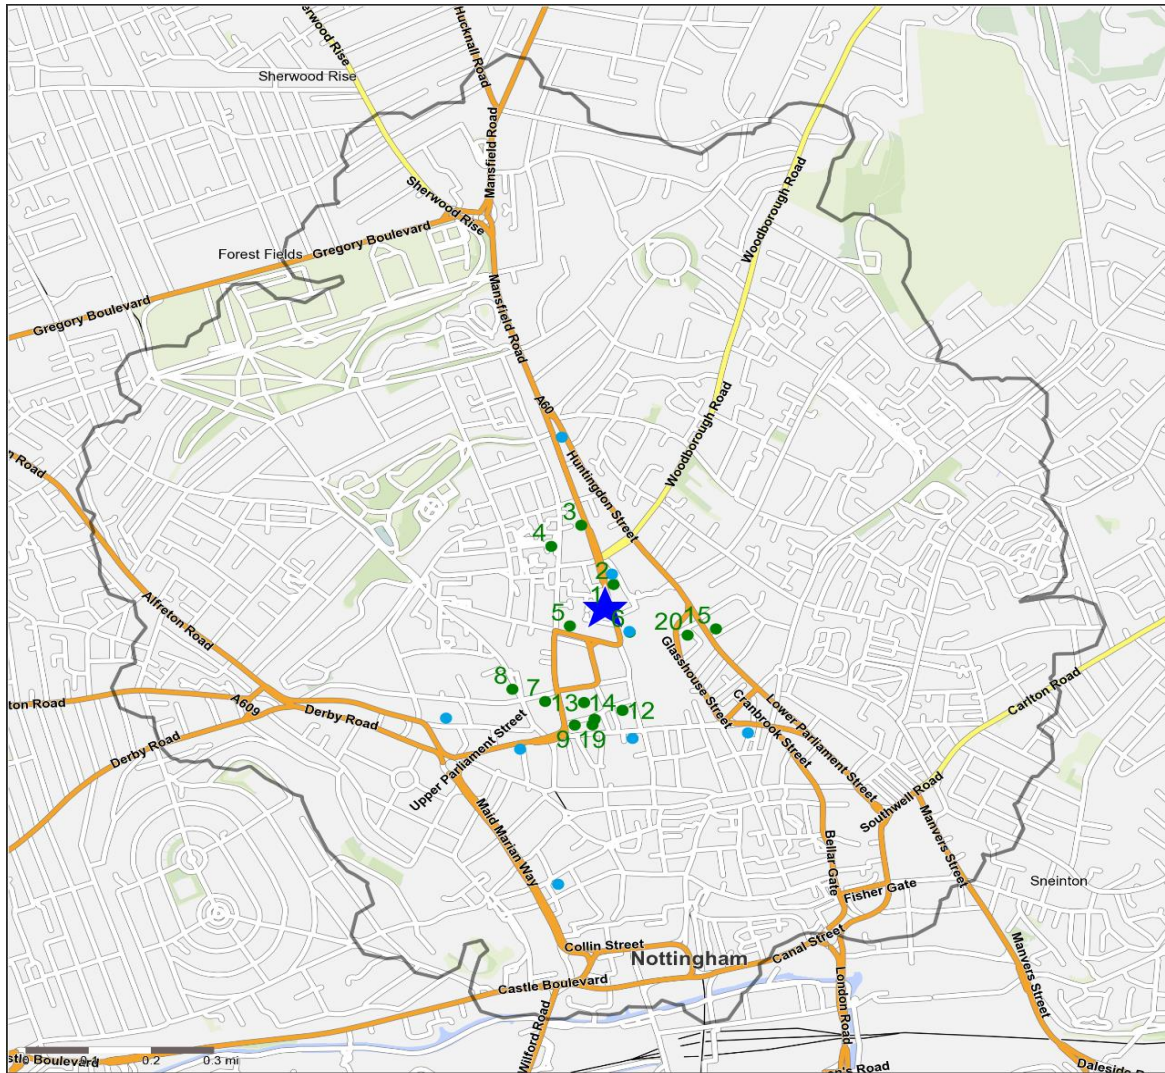 Sherwood Rise
Hucknall Road
Sherwood Rise
Mansfield Road
Sherwood Rise
Woodborough Road
Forest Fields
Gregory Boulevard
Gregory Boulevard
Mansfield Road
A60
Woodborough Road
Huntingdon Street
3
4
2
1
5
6
20
15
Alfreton Road
Glasshouse Street
8
7
13
14
12
9
19
A609
Derby Road
Derby Road
Upper Parliament Street
Cranbrook Street
Lower Parliament Street
Carlton Road
Southwell Road
Maid Marian Way
Bellar Gate
Manvers Street
Fisher Gate
Sneinton
Collin Street
Nottingham
Canal Street
Castle Boulevard
London Road
Manvers Street
Wilford Road
0.2
0.3 mi